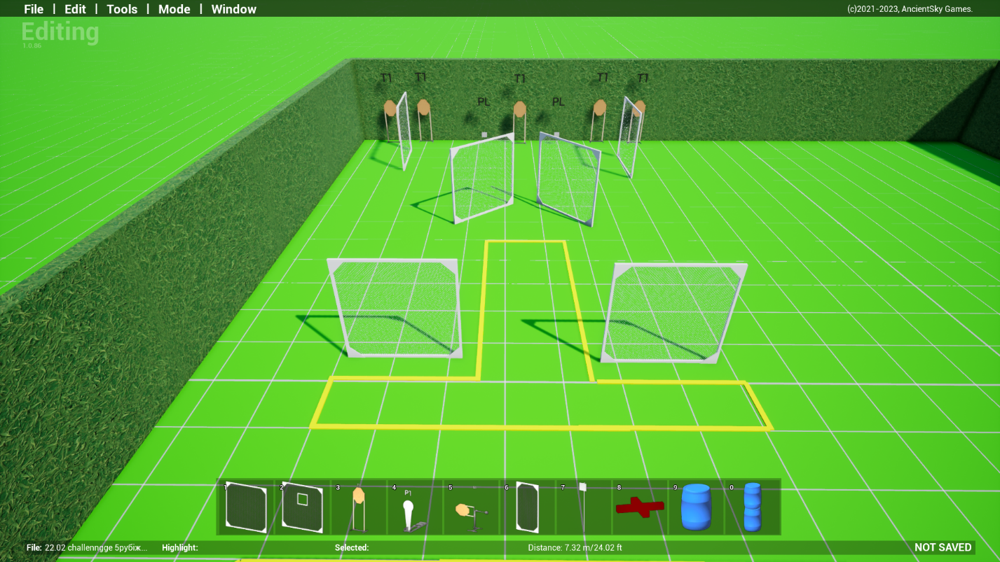 File | Edit | Tools | Mode | Window
(c)2021-2023, AncientSky Games.
Editing
1.0.86
T1 T1 T1 T1 T1
PL PL
1 2 3 4 5 6 7 8 9 0
P1
File: 22.02 challenngge 5рубіж... Highlight: Selected: Distance: 7.32 m/24.02 ft NOT SAVED